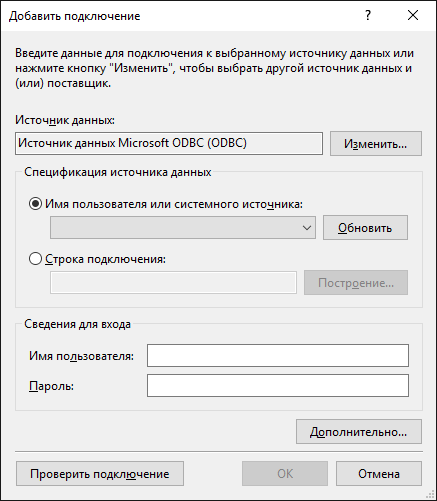 Добавить подключение
Введите данные для подключения к выбранному источнику данных или
нажмите кнопку "Изменить", чтобы выбрать другой источник данных и
(или) поставщик.
Источник данных:
Источник данных Microsoft ODBC (ODBC)
Изменить...
Спецификация источника данных
Имя пользователя или системного источника:
Обновить
Строка подключения:
Построение...
Сведения для входа
Имя пользователя:
Пароль:
Дополнительно...
Проверить подключение
ОК
Отмена